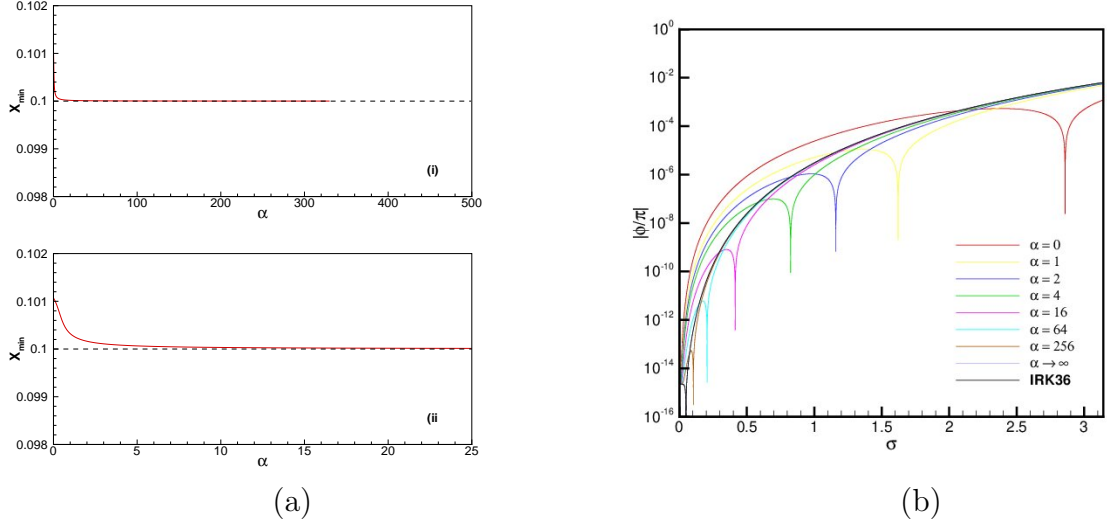 0.102
0.101
0.1
0.099
0.098
χmin
0 100 200 300 400 500
α
(i)
0.102
0.101
0.1
0.099
0.098
χmin
0 5 10 15 20 25
α
(ii
(a)
10^0
10^-2
10^-4
10^-6
10^-8
10^-10
10^-12
10^-14
10^-16
|ϕ/π|
0 0.5 1 1.5 2 2.5 3
σ
α = 0
α = 1
α = 2
α = 4
α = 16
α = 64
α = 256
α → ∞
IRK36
(b)